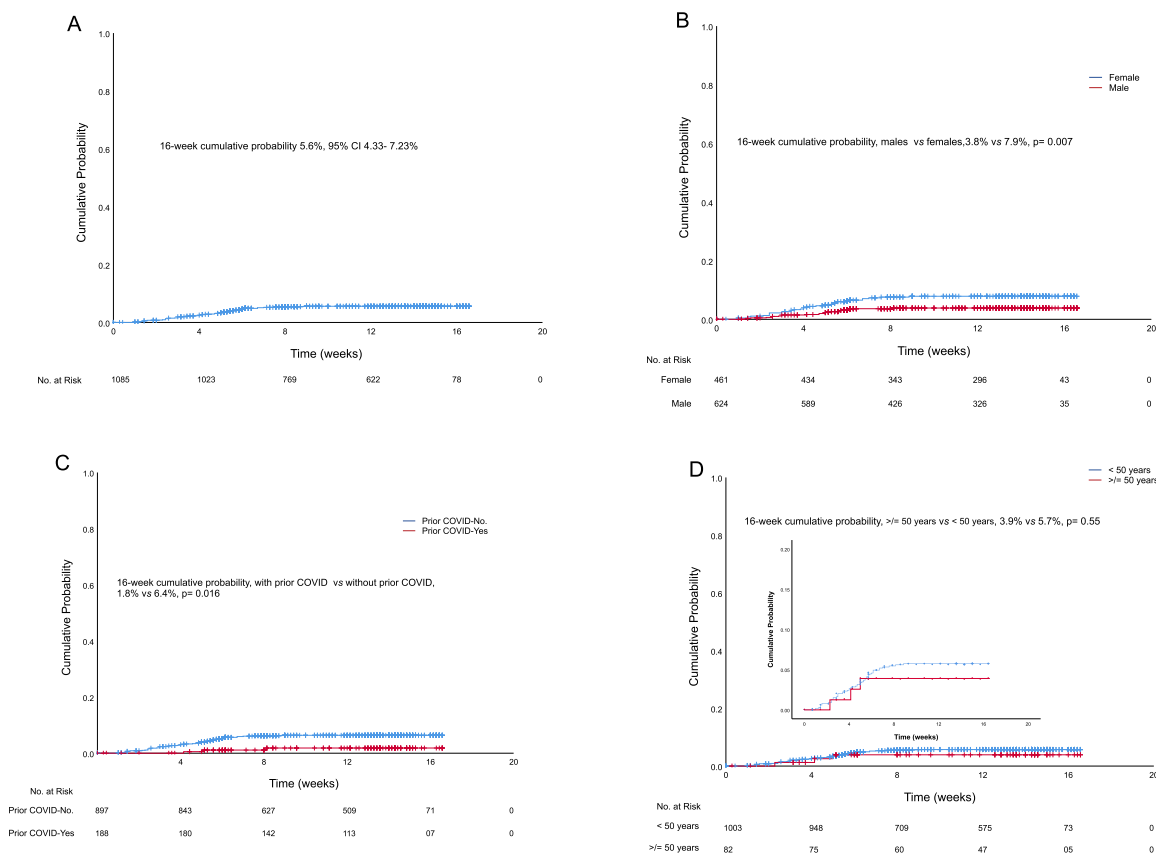 A
1.0
0.8
0.6
0.4
0.2
0.0
Cumulative Probability
16-week cumulative probability 5.6%, 95% CI 4.33- 7.23%
0 4 8 12 16 20
Time (weeks)
No. at Risk 1085 1023 769 622 78 0
B
1.0
0.8
0.6
0.4
0.2
0.0
Cumulative Probability
Female
Male
16-week cumulative probability, males vs females,3.8% vs 7.9%, p= 0.007
0 4 8 12 16 20
Time (weeks)
No. at Risk
Female 461 434 343 296 43 0
Male 624 589 426 326 35 0
C
1.0
0.8
0.6
0.4
0.2
0.0
Cumulative Probability
Prior COVID-No.
Prior COVID-Yes
16-week cumulative probability, with prior COVID vs without prior COVID,
1.8% vs 6.4%, p= 0.016
4 8 12 16 20
Time (weeks)
No. at Risk
Prior COVID-No. 897 843 627 509 71 0
Prior COVID-Yes 188 180 142 113 07 0
D
1.0
0.8
0.6
0.4
0.2
0.0
Cumulative Probability
< 50 years
>/= 50 years
16-week cumulative probability, >/= 50 years vs < 50 years, 3.9% vs 5.7%, p= 0.55
0.20
0.15
0.10
0.05
0.00
Cumulative Probability
0 4 8 12 16 20
Time (weeks)
0 4 8 12 16 20
Time (weeks)
No. at Risk
< 50 years 1003 948 709 575 73 0
>/= 50 years 82 75 60 47 05 0